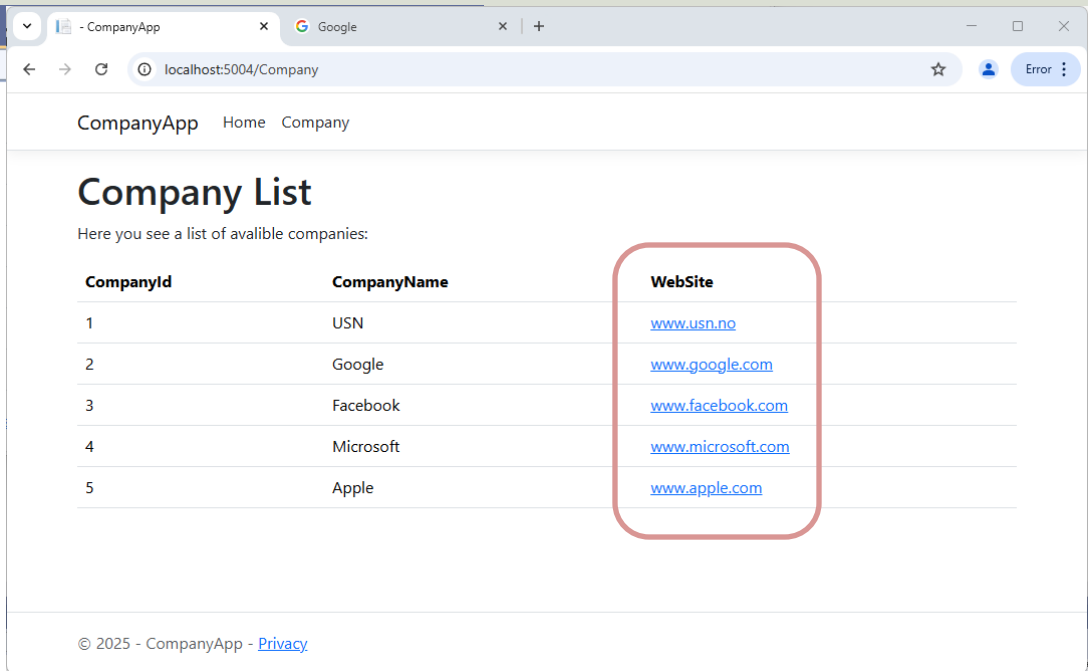 - CompanyApp Google
localhost:5004/Company Error
CompanyApp Home Company
Company List
Here you see a list of avalible companies:
CompanyId CompanyName WebSite
1 USN www.usn.no
2 Google www.google.com
3 Facebook www.facebook.com
4 Microsoft www.microsoft.com
5 Apple www.apple.com
© 2025 - CompanyApp - Privacy